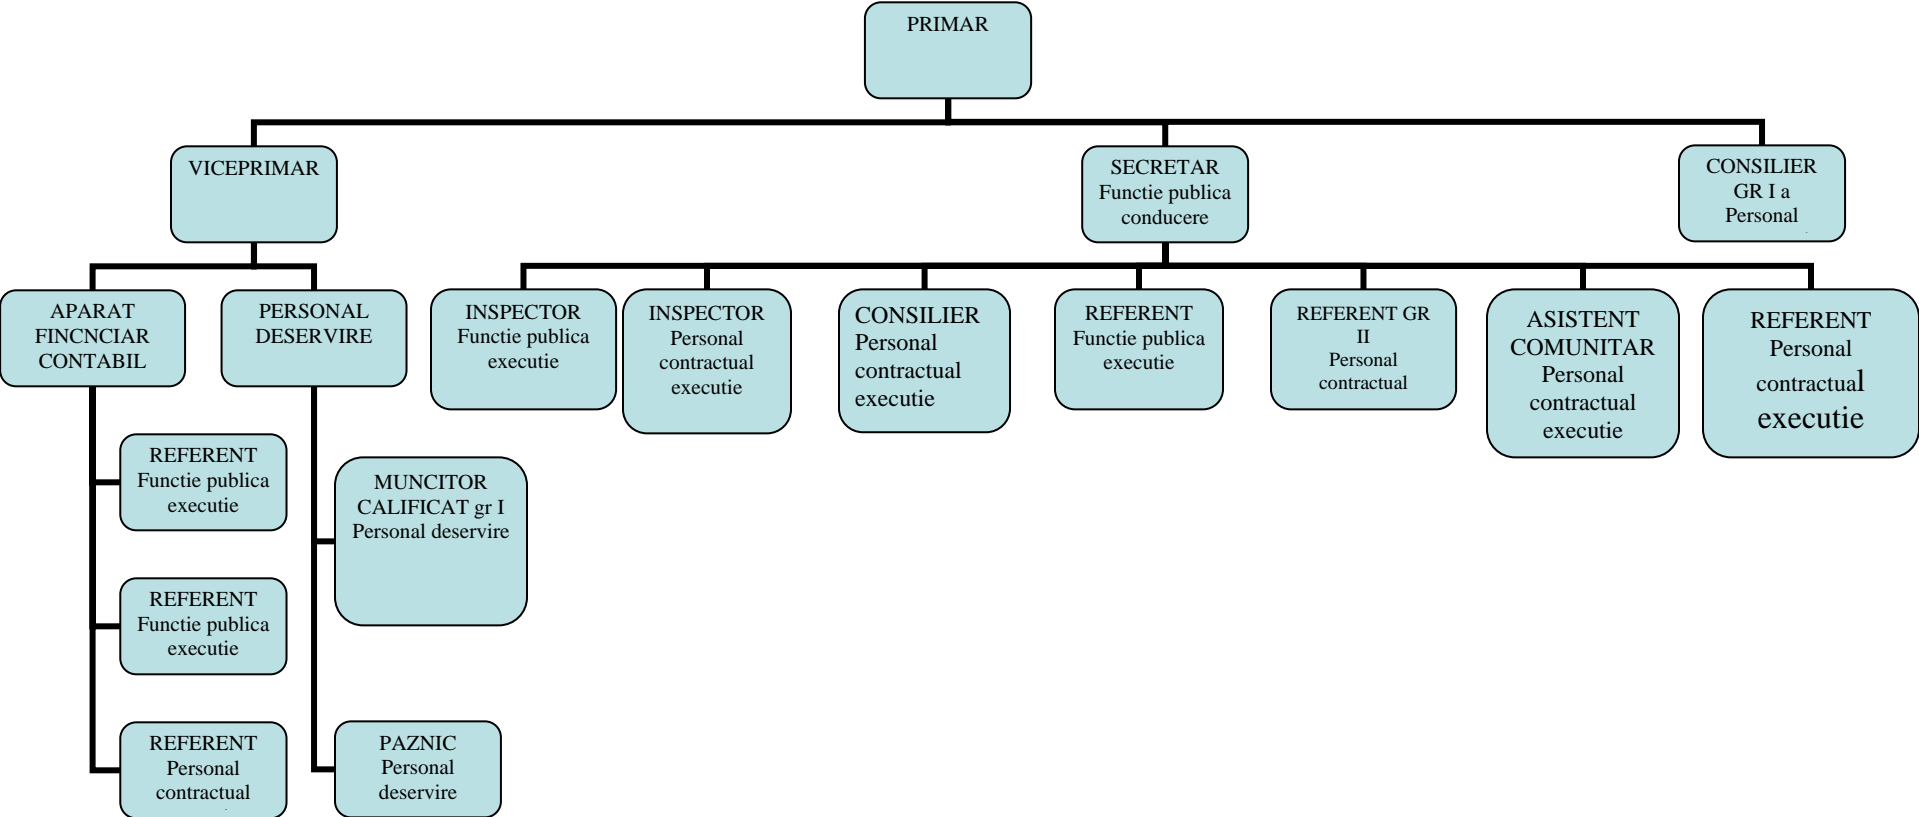 PRIMAR
VICEPRIMAR
SECRETAR
Functie publica
conducere
CONSILIER
GR I a
Personal
APARAT
FINCNCIAR
CONTABIL
PERSONAL
DESERVIRE
INSPECTOR
Functie publica
executie
INSPECTOR
Personal
contractual
executie
CONSILIER
Personal
contractual
executie
REFERENT
Functie publica
executie
REFERENT GR
II
Personal
contractual
ASISTENT
COMUNITAR
Personal
contractual
executie
REFERENT
Personal
contractual
executie
REFERENT
Functie publica
executie
MUNCITOR
CALIFICAT gr I
Personal deservire
REFERENT
Functie publica
executie
REFERENT
Personal
contractual
PAZNIC
Personal
deservire